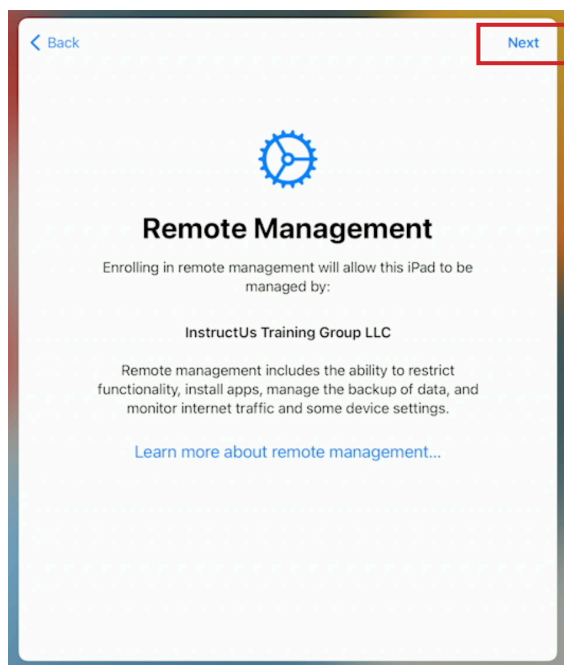 Back
Next
Remote Management
Enrolling in remote management will allow this iPad to be
managed by:
InstructUs Training Group LLC
Remote management includes the ability to restrict
functionality, install apps, manage the backup of data, and
monitor internet traffic and some device settings.
Learn more about remote management...